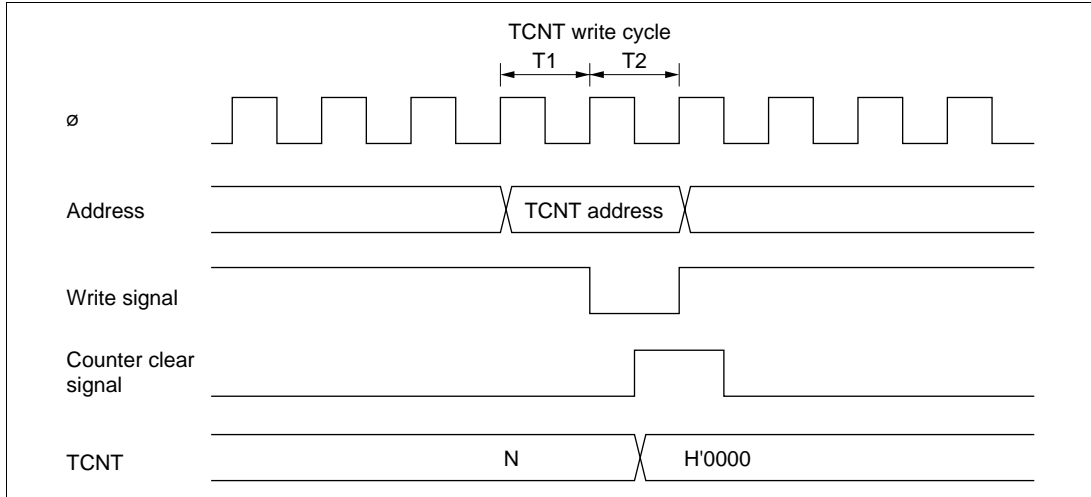 TCNT write cycle
T1 T2
ø
Address TCNT address
Write signal
Counter clear
signal
TCNT N H'0000